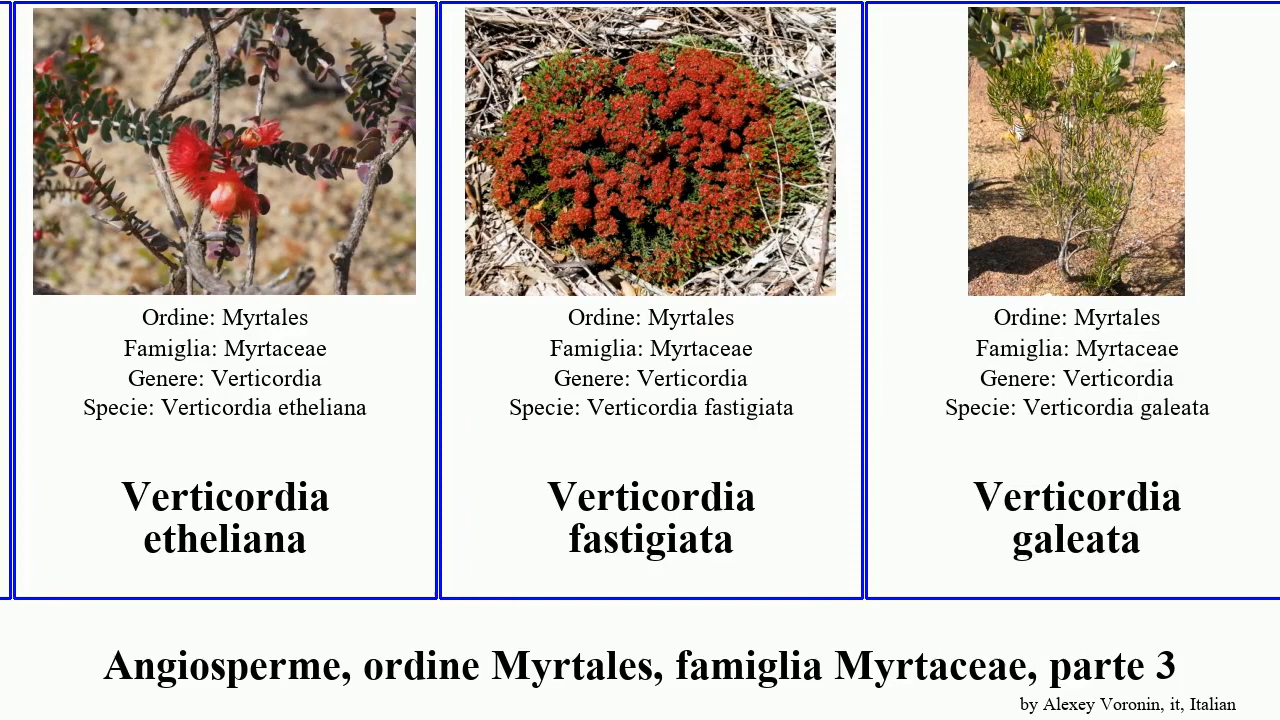 Ordine: Myrtales
Famiglia: Myrtaceae
Genere: Verticordia
Specie: Verticordia etheliana
Verticordia
etheliana
Ordine: Myrtales
Famiglia: Myrtaceae
Genere: Verticordia
Specie: Verticordia fastigiata
Verticordia
fastigiata
Ordine: Myrtales
Famiglia: Myrtaceae
Genere: Verticordia
Specie: Verticordia galeata
Verticordia
galeata
Angiosperme, ordine Myrtales, famiglia Myrtaceae, parte 3
by Alexey Voronin, it, Italian